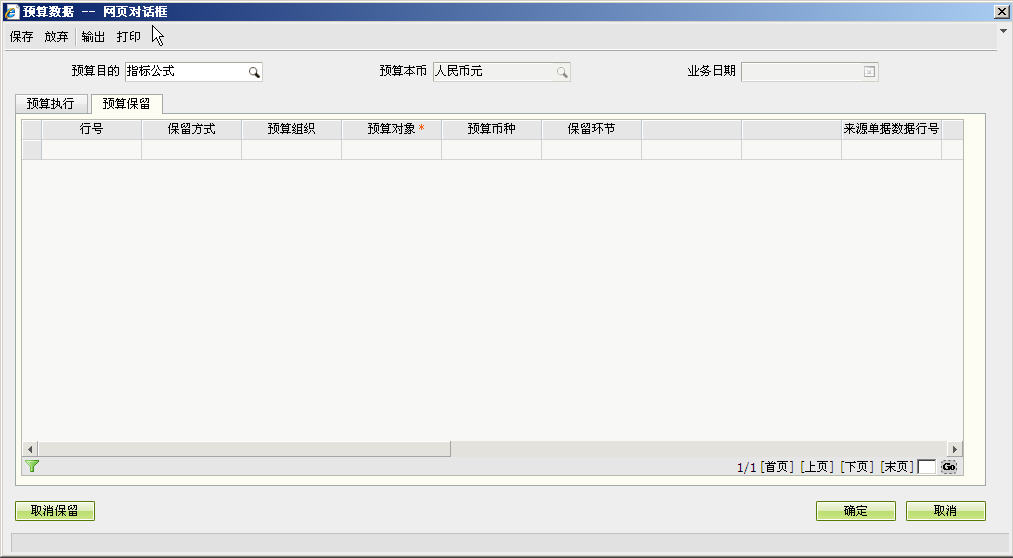 预算数据 -- 网页对话框
保存 放弃 输出 打印
预算目的 指标公式 预算本币 人民币元 业务日期
预算执行 预算保留
行号 保留方式 预算组织 预算对象 * 预算币种 保留环节 来源单据数据行号
1/1 [首页] [上页] [下页] [末页] Go
取消保留 确定 取消